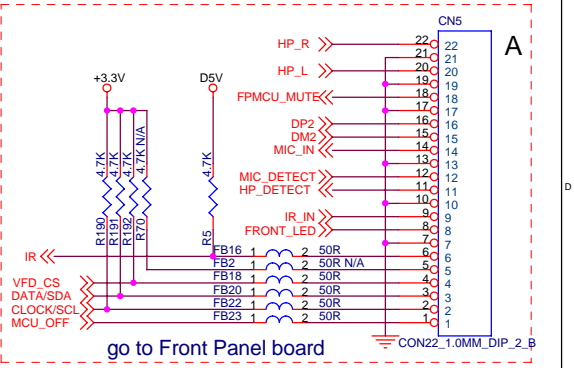 CN5
A
HP_R 22 22
21 21
HP_L 20 20
19 19
FPMCU_MUTE 18 18
17 17
DP2 16 16
DM2 15 15
MIC_IN 14 14
13 13
MIC_DETECT 12 12
HP_DETECT 11 11
10 10
IR_IN 9 9
FRONT_LED 8 8
7 7
+3.3V D5V
4.7K 4.7K 4.7K 4.7K N/A 4.7K
R190 R191 R192 R70 R5
IR FB16 1 2 50R 6 6
FB2 1 2 50R N/A 5 5
VFD_CS FB18 1 2 50R 4 4
DATA/SDA FB20 1 2 50R 3 3
CLOCK/SCL FB22 1 2 50R 2 2
MCU_OFF FB23 1 2 50R 1 1
CON22_1.0MM_DIP_2_B
go to Front Panel board
D